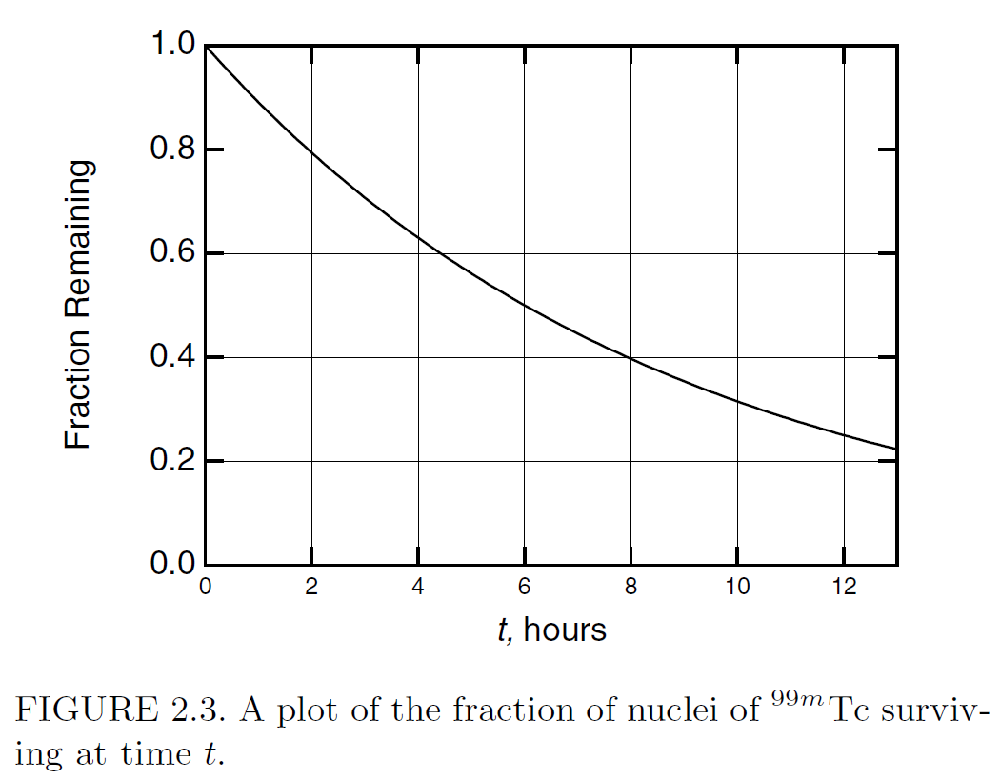 1.0
0.8
0.6
0.4
0.2
0.0
Fraction Remaining
0 2 4 6 8 10 12
t, hours
FIGURE 2.3. A plot of the fraction of nuclei of ⁹⁹ᵐTc surviv-
ing at time t.